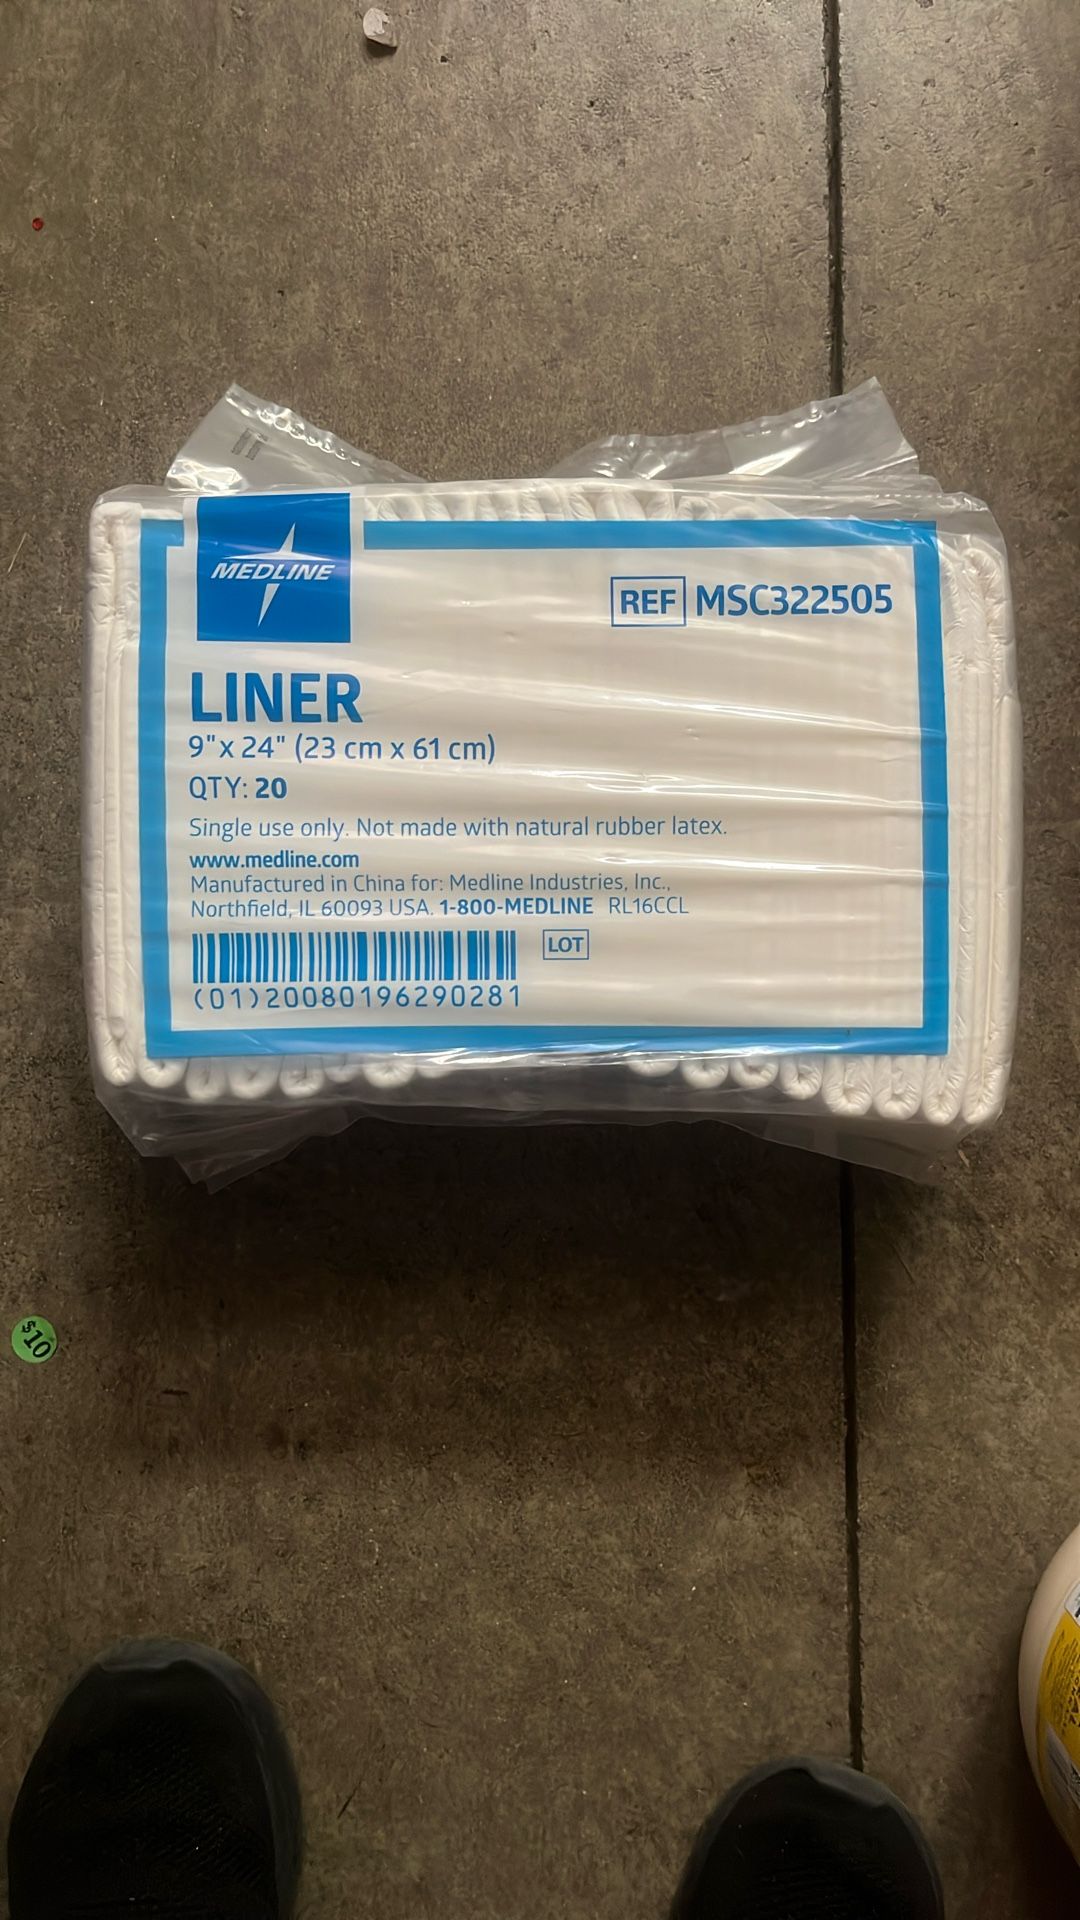 MEDLINE
REF MSC322505
LINER
9" x 24" (23 cm x 61 cm)
QTY: 20
Single use only. Not made with natural rubber latex.
www.medline.com
Manufactured in China for: Medline Industries, Inc.,
Northfield, IL 60093 USA. 1-800-MEDLINE RL16CCL
LOT
(01)20080196290281
$10